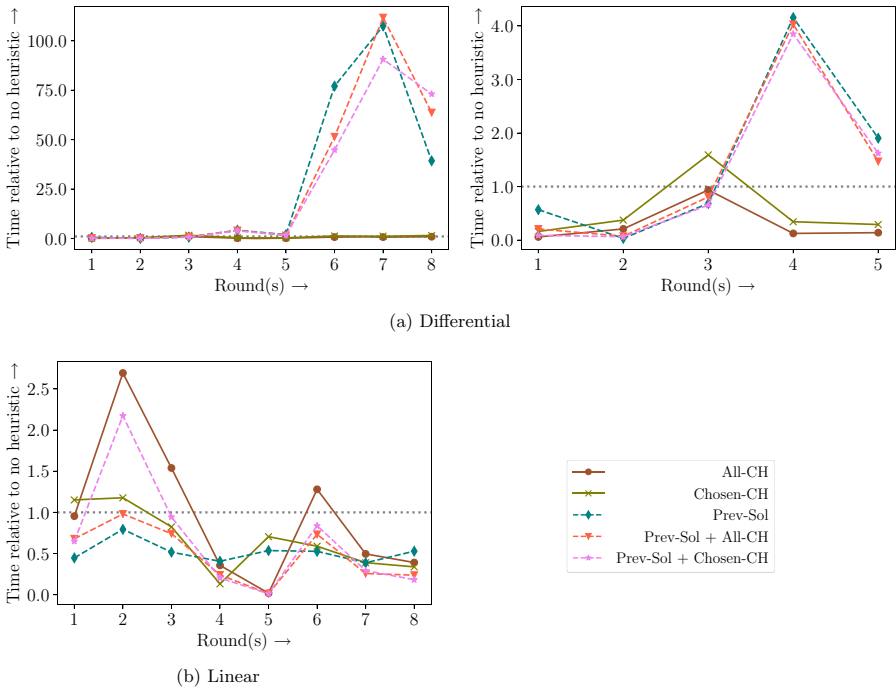 Time relative to no heuristic →
100.0
75.0
50.0
25.0
0.0
1 2 3 4 5 6 7 8
Round(s) →
Time relative to no heuristic →
4.0
3.0
2.0
1.0
0.0
1 2 3 4 5
Round(s) →
(a) Differential
Time relative to no heuristic →
2.5
2.0
1.5
1.0
0.5
0.0
1 2 3 4 5 6 7 8
Round(s) →
All-CH
Chosen-CH
Prev-Sol
Prev-Sol + All-CH
Prev-Sol + Chosen-CH
(b) Linear